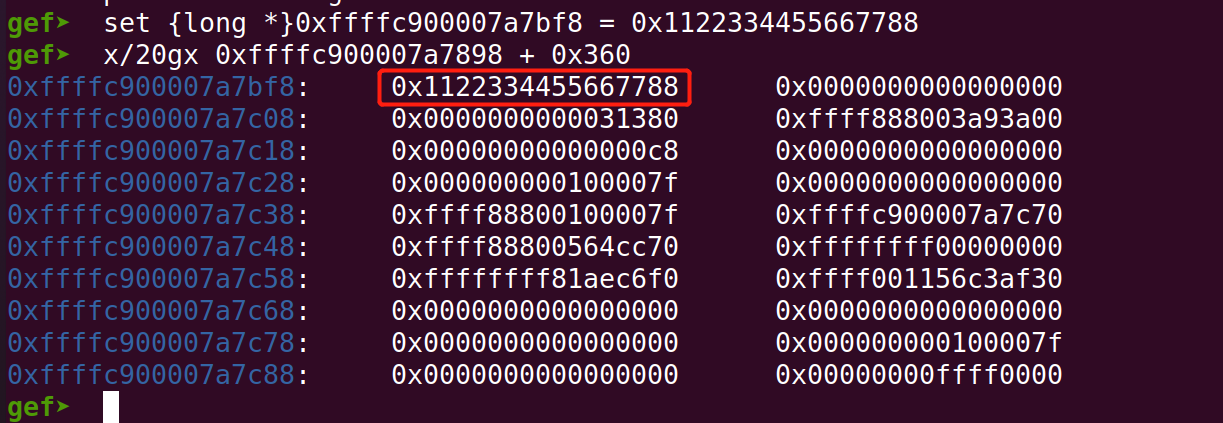 gef➤  set {long *}0xffffc900007a7bf8 = 0x1122334455667788
gef➤  x/20gx 0xffffc900007a7898 + 0x360
0xffffc900007a7bf8:     0x1122334455667788      0x0000000000000000
0xffffc900007a7c08:     0x0000000000031380      0xffff888003a93a00
0xffffc900007a7c18:     0x00000000000000c8      0x0000000000000000
0xffffc900007a7c28:     0x000000000100007f      0x0000000000000000
0xffffc900007a7c38:     0xffff88800100007f      0xffffc900007a7c70
0xffffc900007a7c48:     0xffff88800564cc70      0xffffffff00000000
0xffffc900007a7c58:     0xffffffff81aec6f0      0xffff001156c3af30
0xffffc900007a7c68:     0x0000000000000000      0x0000000000000000
0xffffc900007a7c78:     0x0000000000000000      0x000000000100007f
0xffffc900007a7c88:     0x0000000000000000      0x00000000ffff0000
gef➤